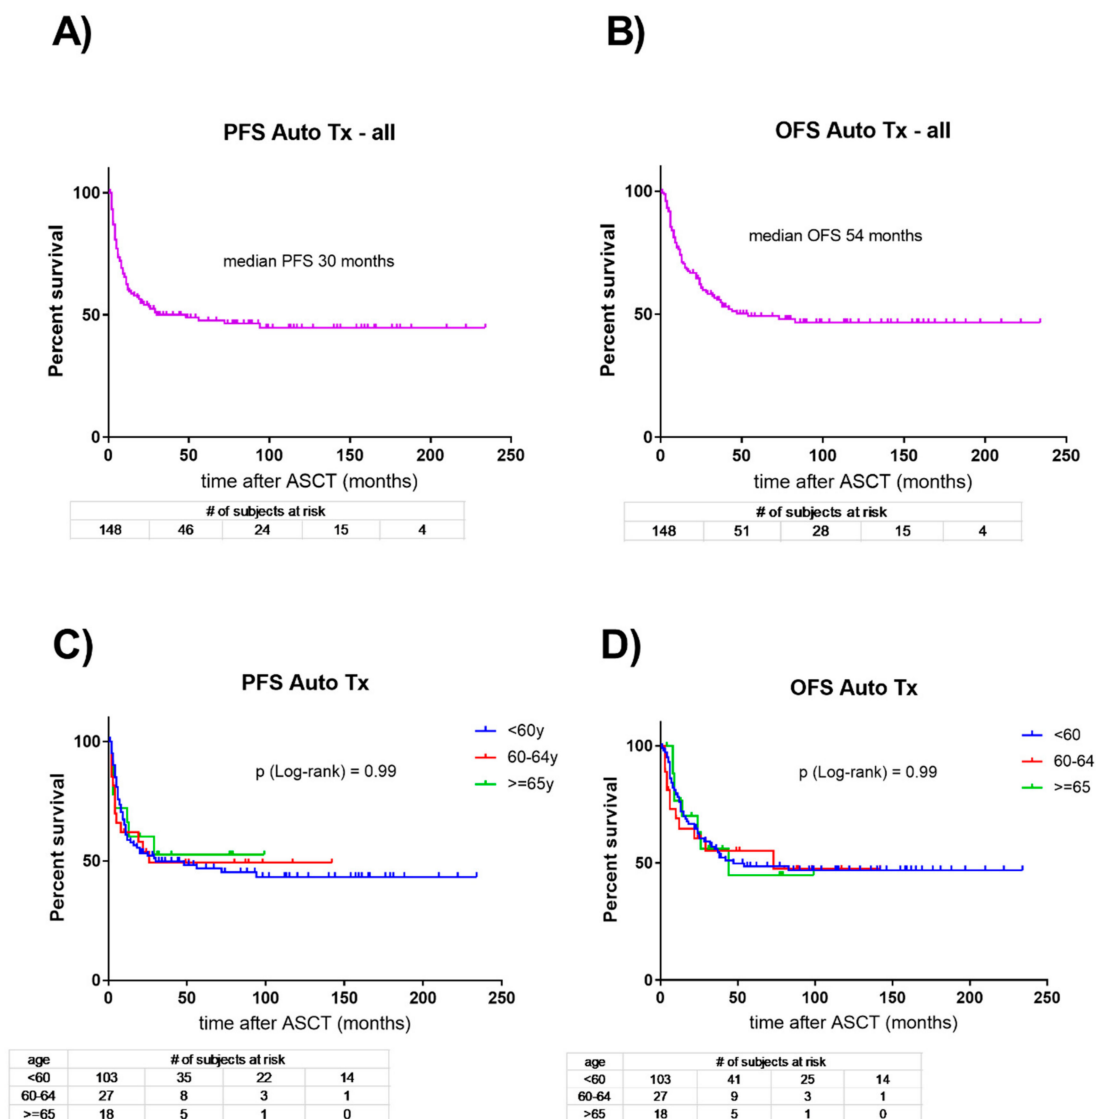 A)
PFS Auto Tx - all
100
50
0
Percent survival
median PFS 30 months
0 50 100 150 200 250
time after ASCT (months)
# of subjects at risk
148 46 24 15 4
B)
OFS Auto Tx - all
100
50
0
Percent survival
median OFS 54 months
0 50 100 150 200 250
time after ASCT (months)
# of subjects at risk
148 51 28 15 4
C)
PFS Auto Tx
100
50
0
Percent survival
p (Log-rank) = 0.99
<60y
60-64y
>=65y
0 50 100 150 200 250
time after ASCT (months)
age # of subjects at risk
<60 103 35 22 14
60-64 27 8 3 1
>=65 18 5 1 0
D)
OFS Auto Tx
100
50
0
Percent survival
p (Log-rank) = 0.99
<60
60-64
>=65
0 50 100 150 200 250
time after ASCT (months)
age # of subjects at risk
<60 103 41 25 14
60-64 27 9 3 1
>65 18 5 1 0